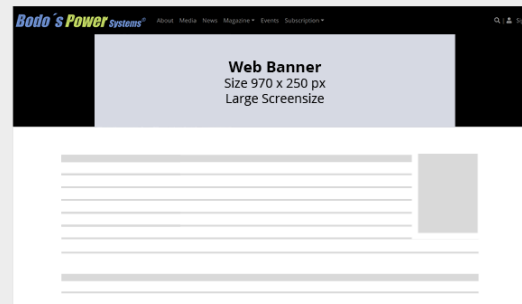 Bodo´s Power Systems®
About Media News Magazine Events Subscription
Web Banner
Size 970 x 250 px
Large Screensize